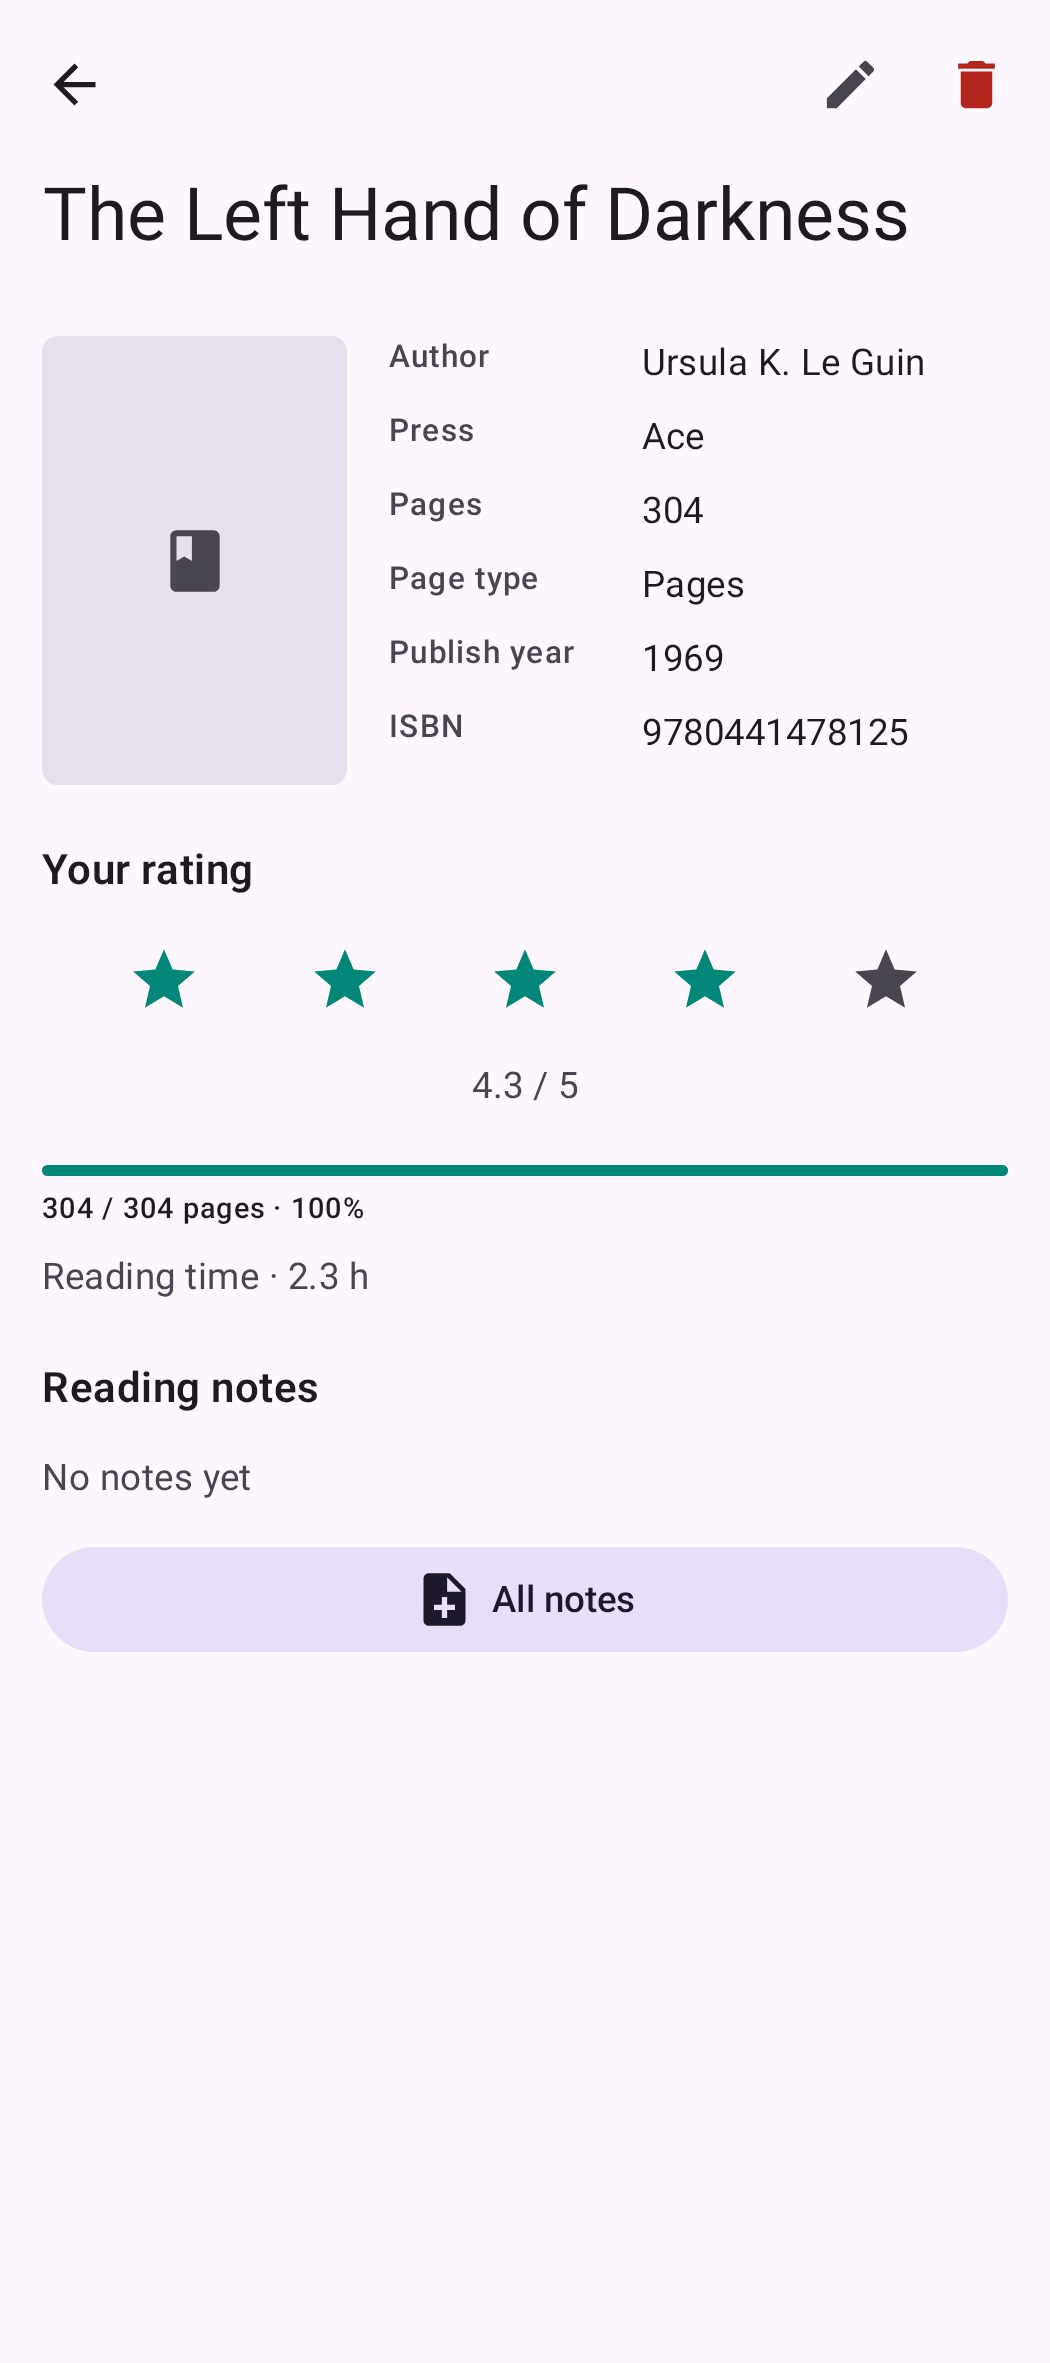 The Left Hand of Darkness
Author Ursula K. Le Guin
Press Ace
Pages 304
Page type Pages
Publish year 1969
ISBN 9780441478125
Your rating
4.3 / 5
304 / 304 pages · 100%
Reading time · 2.3 h
Reading notes
No notes yet
All notes